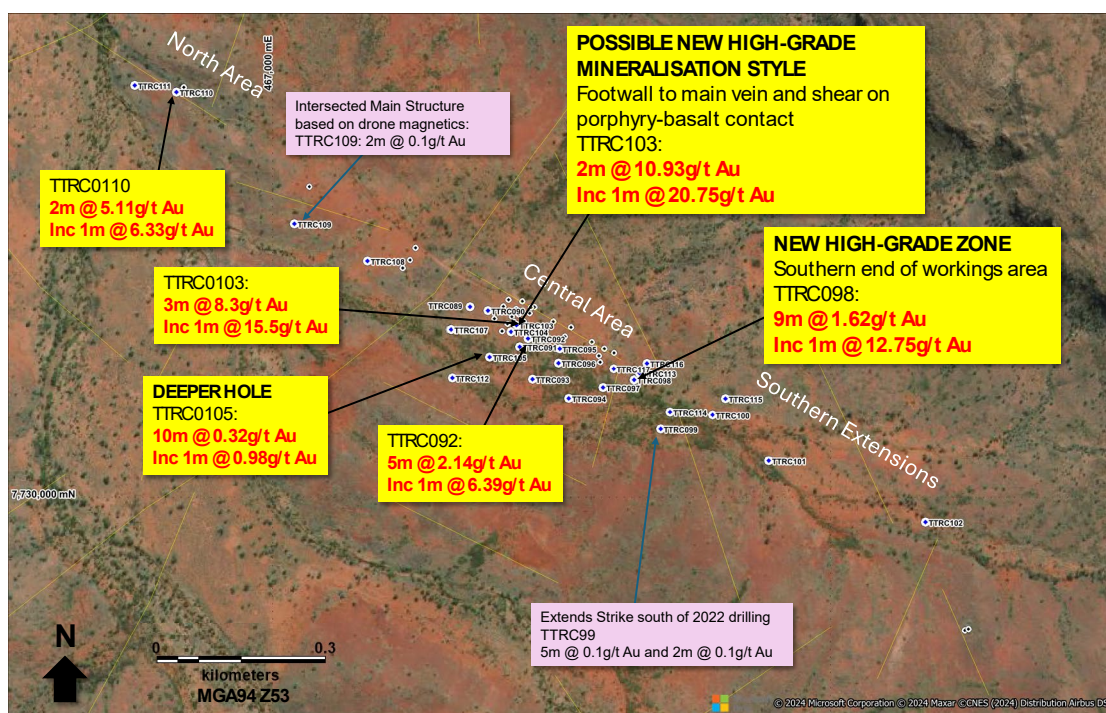 North Area
467,000 mE
TTRC111
TTRC110
Intersected Main Structure
based on drone magnetics:
TTRC109: 2m @ 0.1g/t Au
POSSIBLE NEW HIGH-GRADE
MINERALISATION STYLE
Footwall to main vein and shear on
porphyry-basalt contact
TTRC103:
2m @ 10.93g/t Au
Inc 1m @ 20.75g/t Au
TTRC0110
2m @ 5.11g/t Au
Inc 1m @ 6.33g/t Au
TTRC109
TTRC108
NEW HIGH-GRADE ZONE
Southern end of workings area
TTRC098:
9m @ 1.62g/t Au
Inc 1m @ 12.75g/t Au
TTRC0103:
3m @ 8.3g/t Au
Inc 1m @ 15.5g/t Au
Central Area
TTRC089
TTRC090
TTRC103
TTRC107
TTRC104
TTRC092
TTRC091
TTRC095
TTRC105
TTRC096
TTRC116
TTRC117
TTRC113
TTRC112
TTRC093
TTRC098
TTRC097
TTRC094
TTRC115
TTRC114
TTRC100
TTRC099
Southern Extensions
TTRC101
TTRC102
DEEPER HOLE
TTRC0105:
10m @ 0.32g/t Au
Inc 1m @ 0.98g/t Au
TTRC092:
5m @ 2.14g/t Au
Inc 1m @ 6.39g/t Au
7,730,000 mN
Extends Strike south of 2022 drilling
TTRC99
5m @ 0.1g/t Au and 2m @ 0.1g/t Au
N
0 0.3
kilometers
MGA94 Z53
© 2024 Microsoft Corporation © 2024 Maxar ©CNES (2024) Distribution Airbus DS